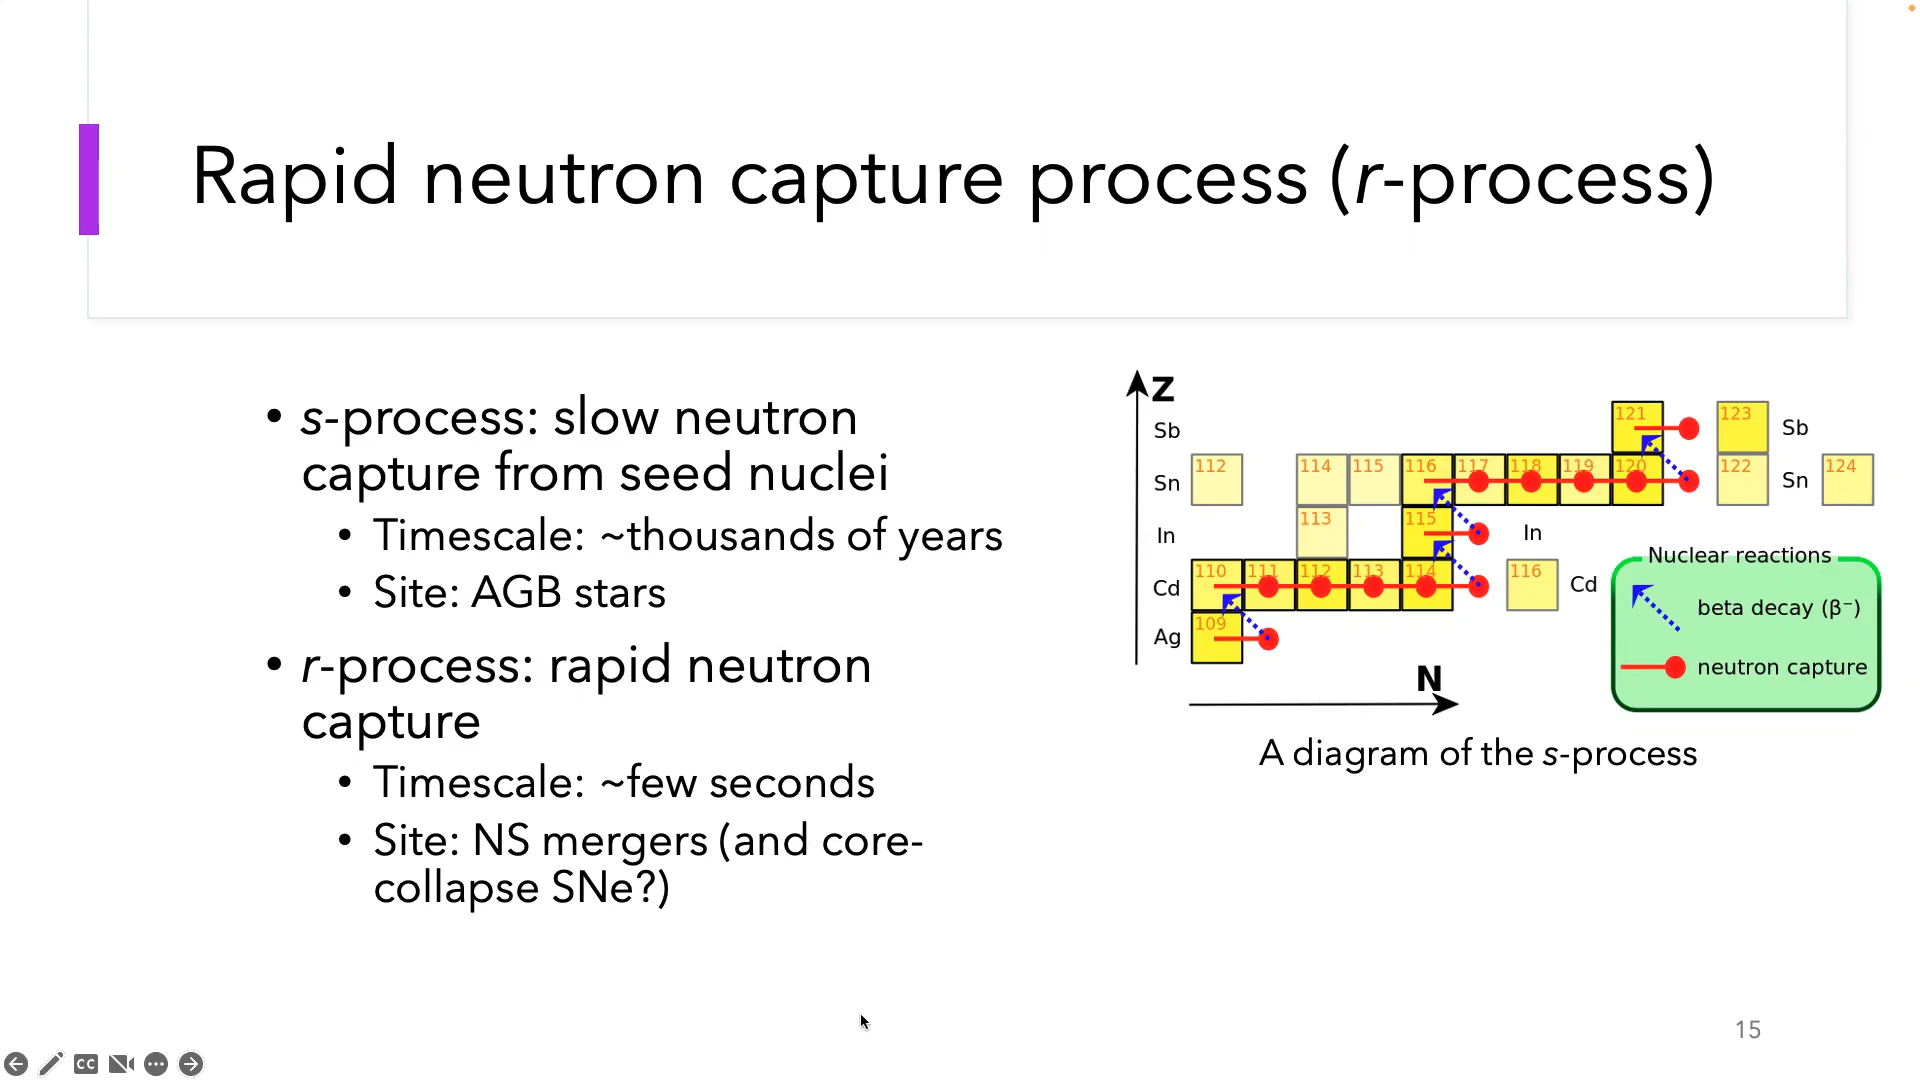 Rapid neutron capture process (r-process)
• s-process: slow neutron
capture from seed nuclei
• Timescale: ~thousands of years
• Site: AGB stars
• r-process: rapid neutron
capture
• Timescale: ~few seconds
• Site: NS mergers (and core-
collapse SNe?)
Z
Sb 121 123 Sb
Sn 112 114 115 116 117 118 119 120 122 Sn 124
In 113 115 In
Cd 110 111 112 113 114 116 Cd
Ag 109
N
Nuclear reactions
beta decay (β⁻)
neutron capture
A diagram of the s-process
15
CC